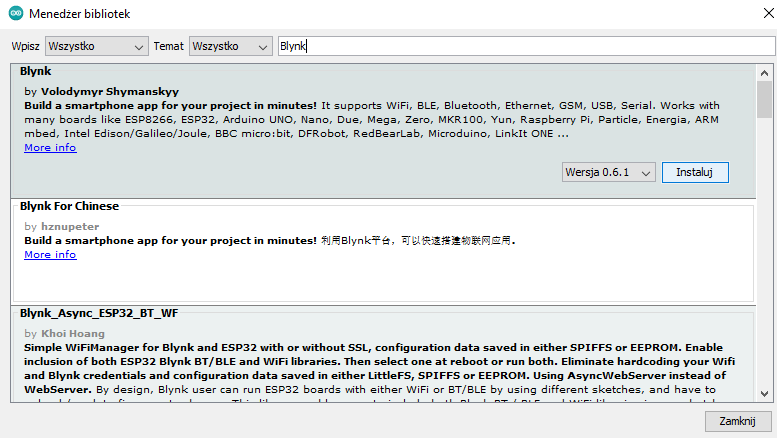 Menedżer bibliotek
Wpisz Wszystko Temat Wszystko Blynk
Blynk
by Volodymyr Shymanskyy
Build a smartphone app for your project in minutes! It supports WiFi, BLE, Bluetooth, Ethernet, GSM, USB, Serial. Works with
many boards like ESP8266, ESP32, Arduino UNO, Nano, Due, Mega, Zero, MKR100, Yun, Raspberry Pi, Particle, Energia, ARM
mbed, Intel Edison/Galileo/Joule, BBC micro:bit, DFRobot, RedBearLab, Microduino, LinkIt ONE ...
More info
Wersja 0.6.1 Instaluj
Blynk For Chinese
by hznupeter
Build a smartphone app for your project in minutes! 利用Blynk平台，可以快速搭建物联网应用。
More info
Blynk_Async_ESP32_BT_WF
by Khoi Hoang
Simple WiFiManager for Blynk and ESP32 with or without SSL, configuration data saved in either SPIFFS or EEPROM. Enable
inclusion of both ESP32 Blynk BT/BLE and WiFi libraries. Then select one at reboot or run both. Eliminate hardcoding your Wifi
and Blynk credentials and configuration data saved in either LittleFS, SPIFFS or EEPROM. Using AsyncWebServer instead of
WebServer. By design, Blynk user can run ESP32 boards with either WiFi or BT/BLE by using different sketches, and have to
Zamknij